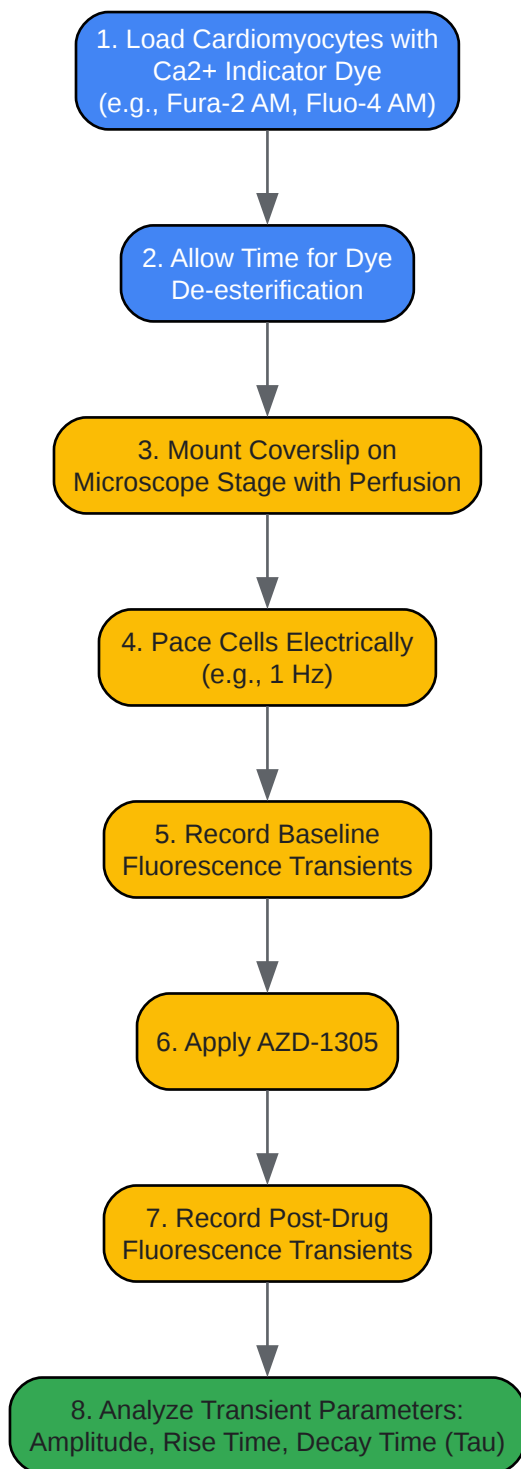 1. Load Cardiomyocytes with
Ca2+ Indicator Dye
(e.g., Fura-2 AM, Fluo-4 AM)
2. Allow Time for Dye
De-esterification
3. Mount Coverslip on
Microscope Stage with Perfusion
4. Pace Cells Electrically
(e.g., 1 Hz)
5. Record Baseline
Fluorescence Transients
6. Apply AZD-1305
7. Record Post-Drug
Fluorescence Transients
8. Analyze Transient Parameters:
Amplitude, Rise Time, Decay Time (Tau)